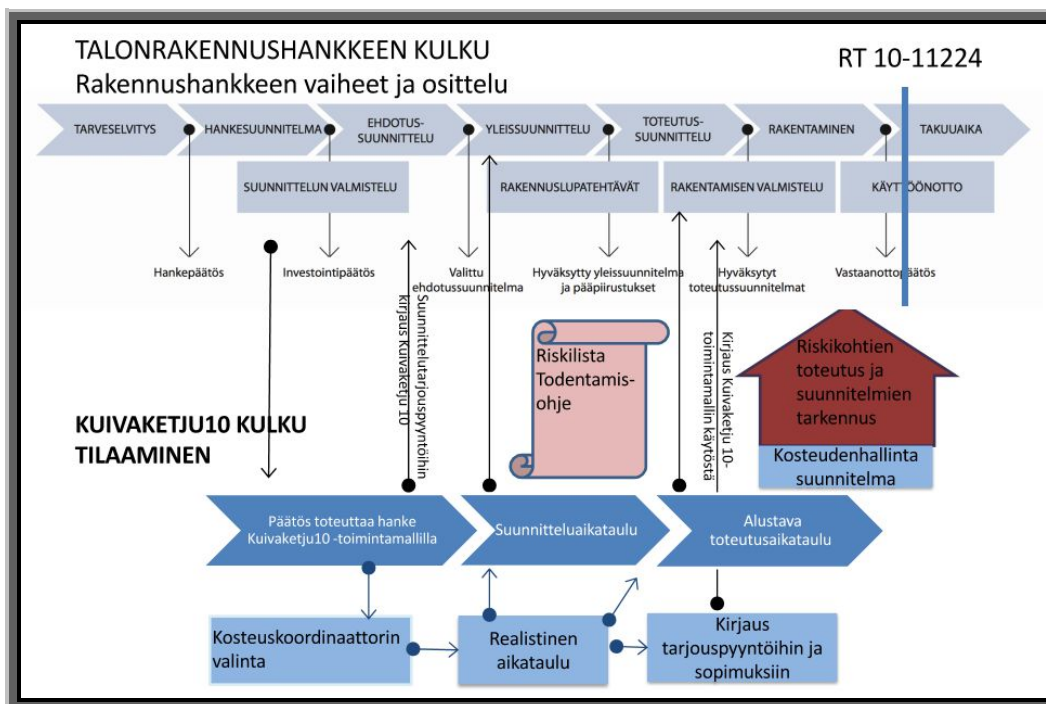 TALONRAKENNUSHANKKEEN KULKU
Rakennushankkeen vaiheet ja osittelu
RT 10-11224
TARVESELVITYS
HANKESUUNNITELMA
EHDOTUS-
SUUNNITTELU
YLEISSUUNNITTELU
TOTEUTUS-
SUUNNITTELU
RAKENTAMINEN
TAKUUAIKA
SUUNNITTELUN VALMISTELU
RAKENNUSLUPATEHTÄVÄT
RAKENTAMISEN VALMISTELU
KÄYTTÖÖNOTTO
Hankepäätös
Investointipäätös
Valittu
ehdotussuunnitelma
Hyväksytty yleissuunnitelma
ja pääpiirustukset
Hyväksytyt
toteutussuunnitelmat
Vastaanottopäätös
Suunnittelutarjouspyyntöihin
kirjaus Kuivaketju 10
Riskilista
Todentamis-
ohje
Kirjaus Kuivaketju 10-
toimintamallin käytöstä
Riskikohtien
toteutus ja
suunnitelmien
tarkennus
Kosteudenhallinta
suunnitelma
KUIVAKETJU10 KULKU
TILAAMINEN
Päätös toteuttaa hanke
Kuivaketju10 -toimintamallilla
Suunnitteluaikataulu
Alustava
toteutusaikataulu
Kosteuskoordinaattorin
valinta
Realistinen
aikataulu
Kirjaus
tarjouspyyntöihin ja
sopimuksiin